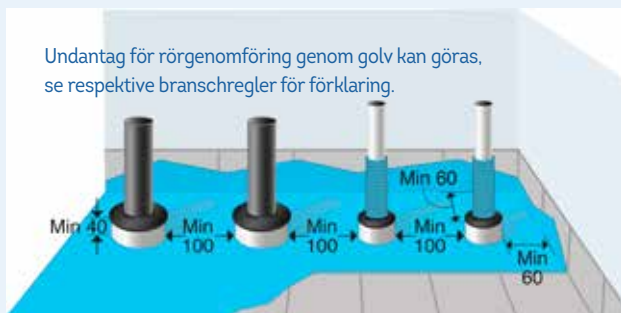 Undantag för rörgenomföring genom golv kan göras,
se respektive branschregler för förklaring.
Min 60
Min 40
Min
100
Min
100
Min
100
Min
60